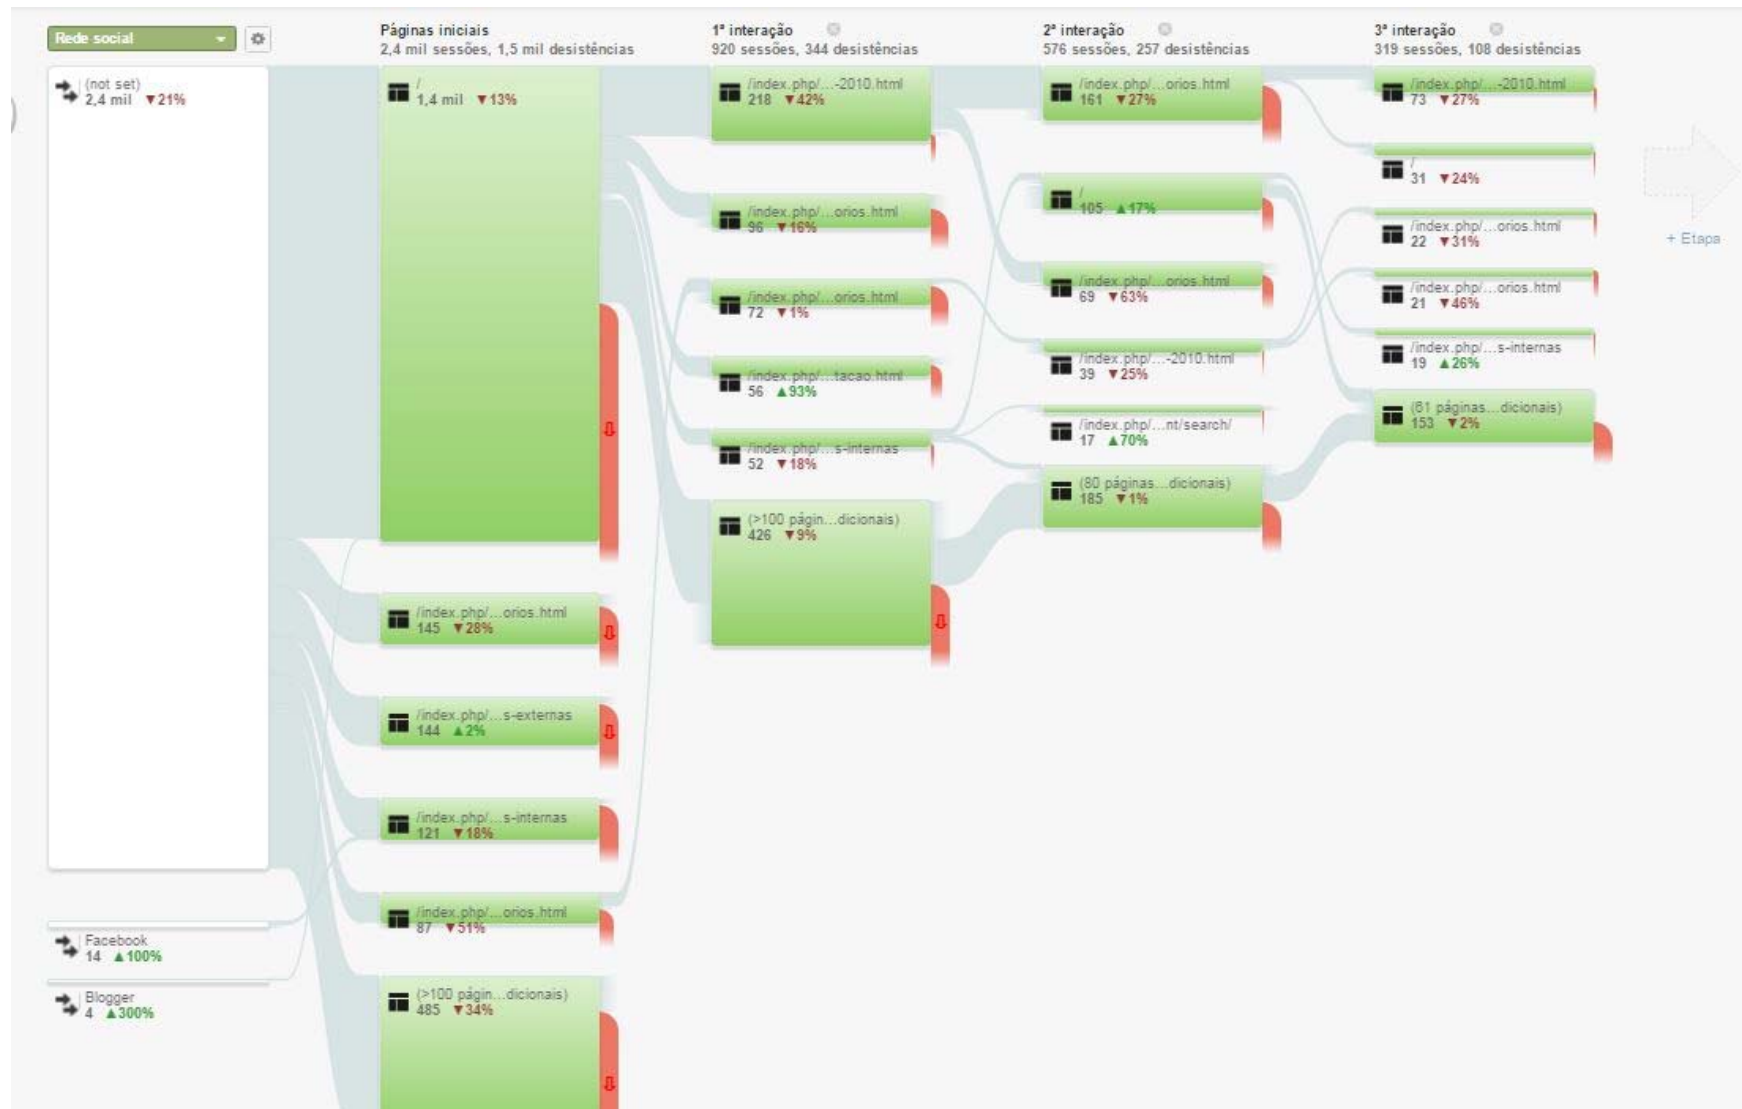 Rede social
(not set)
2,4 mil ▼21%
Facebook
14 ▲100%
Blogger
4 ▲300%
Páginas iniciais
2,4 mil sessões, 1,5 mil desistências
/
1,4 mil ▼13%
/index.php/...orios.html
145 ▼28%
/index.php/...s-externas
144 ▲2%
/index.php/...s-internas
121 ▼18%
/index.php/...orios.html
87 ▼51%
(>100 págin...dicionais)
485 ▼34%
1ª interação
920 sessões, 344 desistências
/index.php/...-2010.html
218 ▼42%
/index.php/...orios.html
96 ▼16%
/index.php/...orios.html
72 ▼1%
/index.php/...tacao.html
56 ▲93%
/index.php/...s-internas
52 ▼18%
(>100 págin...dicionais)
426 ▼9%
2ª interação
576 sessões, 257 desistências
/index.php/...orios.html
161 ▼27%
/
105 ▲17%
/index.php/...orios.html
69 ▼63%
/index.php/...-2010.html
39 ▼25%
/index.php/...nt/search/
17 ▲70%
(80 páginas...dicionais)
185 ▼1%
3ª interação
319 sessões, 108 desistências
/index.php/...-2010.html
73 ▼27%
/
31 ▼24%
/index.php/...orios.html
22 ▼31%
/index.php/...orios.html
21 ▼46%
/index.php/...s-internas
19 ▲26%
(61 páginas...dicionais)
153 ▼2%
+ Etapa